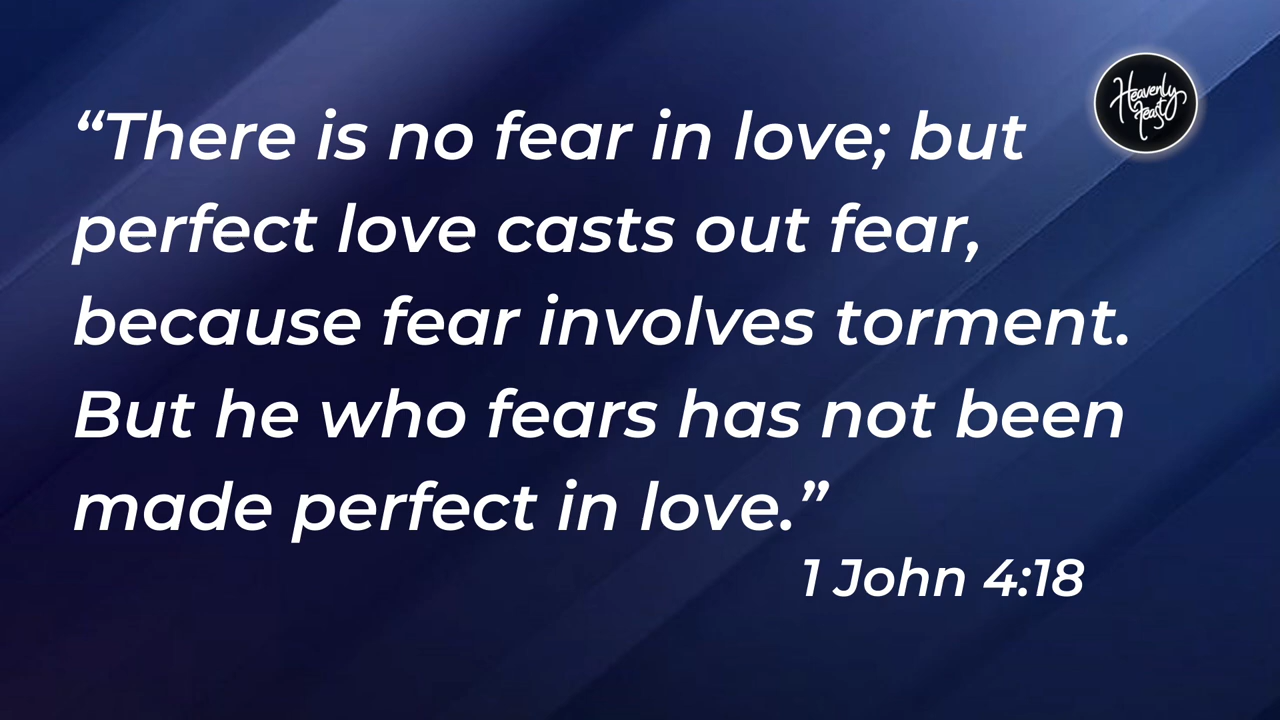 “There is no fear in love; but
perfect love casts out fear,
because fear involves torment.
But he who fears has not been
made perfect in love.”
1 John 4:18
Heavenly
feast